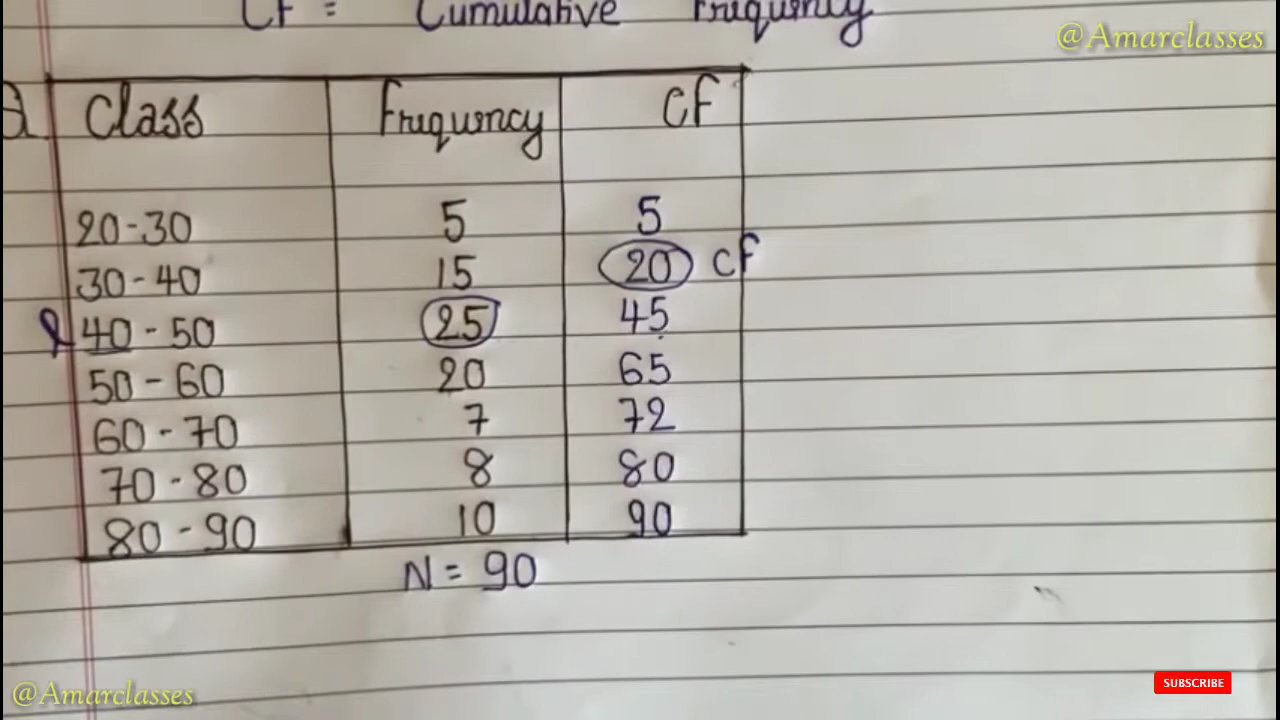 CF = Cumulative Frequency
@Amarclasses
Q Class Frequency CF
20-30 5 5
30-40 15 20 CF
l 40-50 25 45
50-60 20 65
60-70 7 72
70-80 8 80
80-90 10 90
N = 90
@Amarclasses
SUBSCRIBE